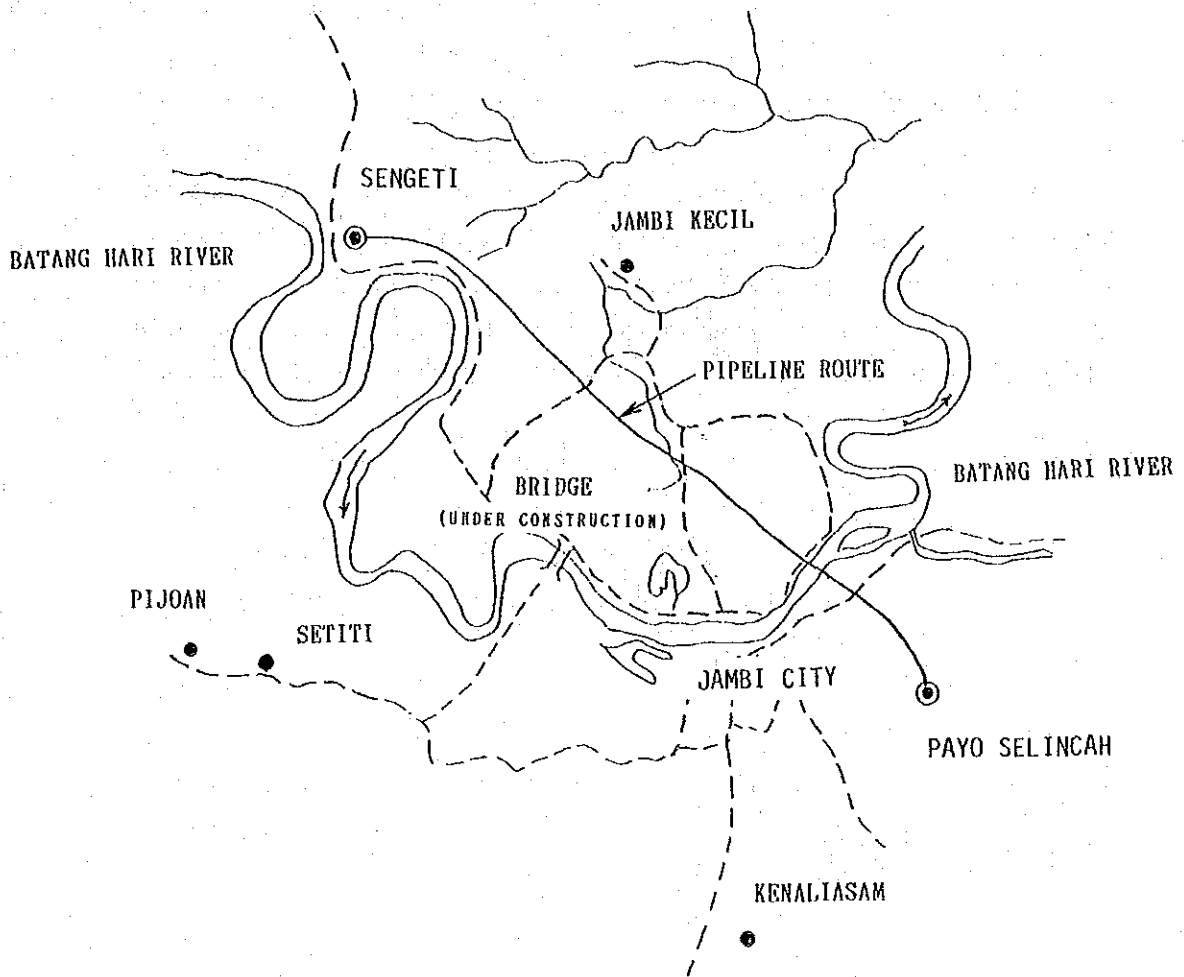 SENGETI
JAMBI KECIL
BATANG HARI RIVER
PIPELINE ROUTE
BATANG HARI RIVER
BRIDGE
(UNDER CONSTRUCTION)
PIJOAN
SETITI
JAMBI CITY
PAYO SELINCAH
KENALIASAM